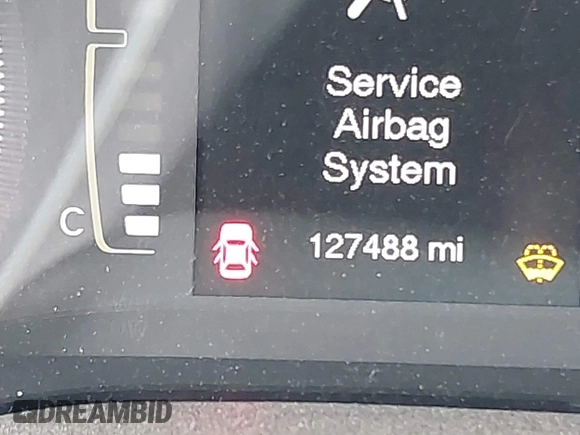 Service
Airbag
System
C
127488 mi
DREAMBID